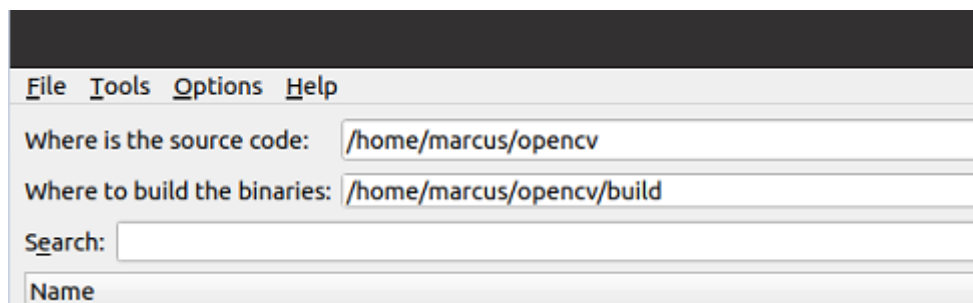 File Tools Options Help
Where is the source code: /home/marcus/opencv
Where to build the binaries: /home/marcus/opencv/build
Search:
Name